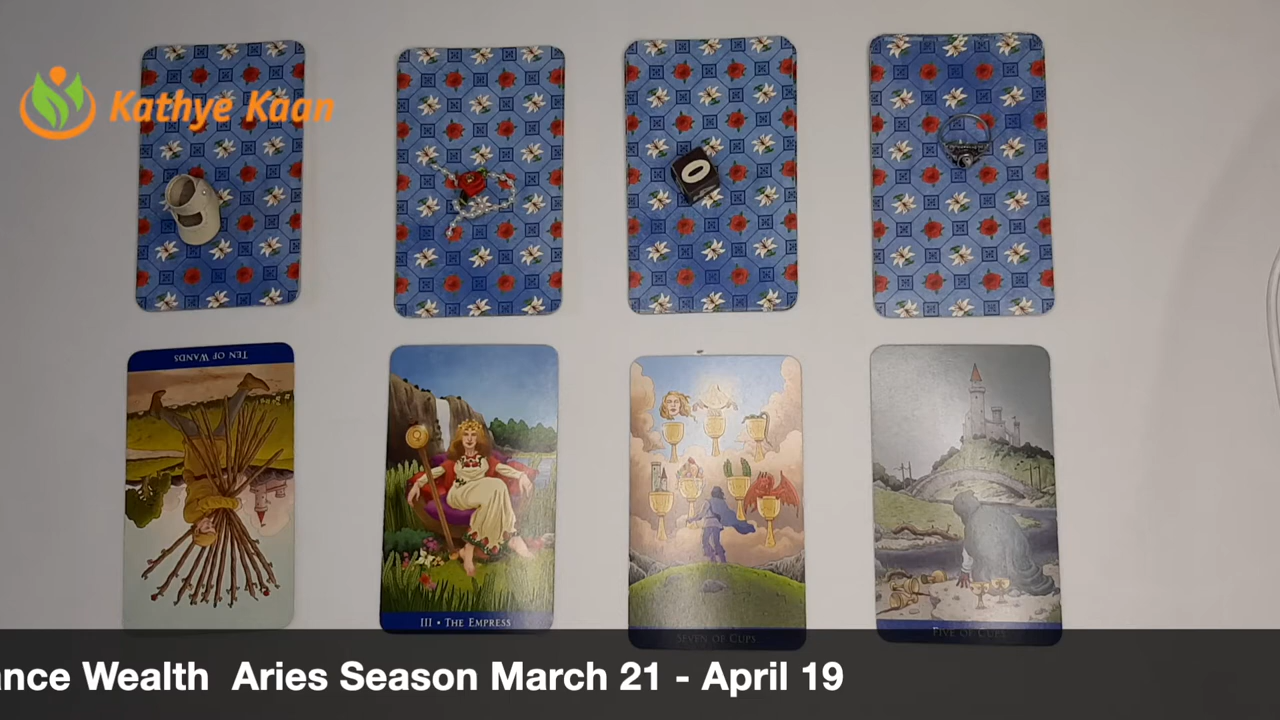 Kathye Kaan
TEN OF WANDS
III • THE EMPRESS
SEVEN OF CUPS
FIVE OF CUPS
0
Wealth Aries Season March 21 - April 19